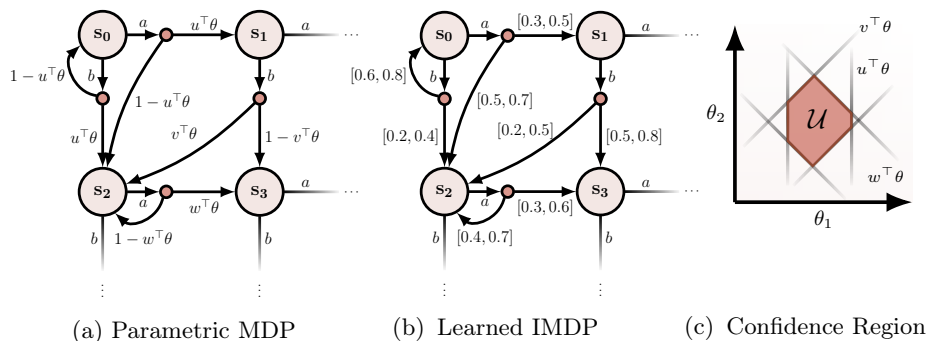 s₀ a u⊤θ s₁ a ...
b 1 − u⊤θ b
1 − u⊤θ
u⊤θ v⊤θ 1 − v⊤θ
s₂ a w⊤θ s₃ a ...
b 1 − w⊤θ b
⋮ ⋮
(a) Parametric MDP
s₀ a [0.3, 0.5] s₁ a ...
[0.6, 0.8] b b
[0.5, 0.7]
[0.2, 0.4] [0.2, 0.5] [0.5, 0.8]
s₂ a [0.3, 0.6] s₃ a ...
b [0.4, 0.7] b
⋮ ⋮
(b) Learned IMDP
v⊤θ
u⊤θ
θ₂ 𝒰
w⊤θ
θ₁
(c) Confidence Region